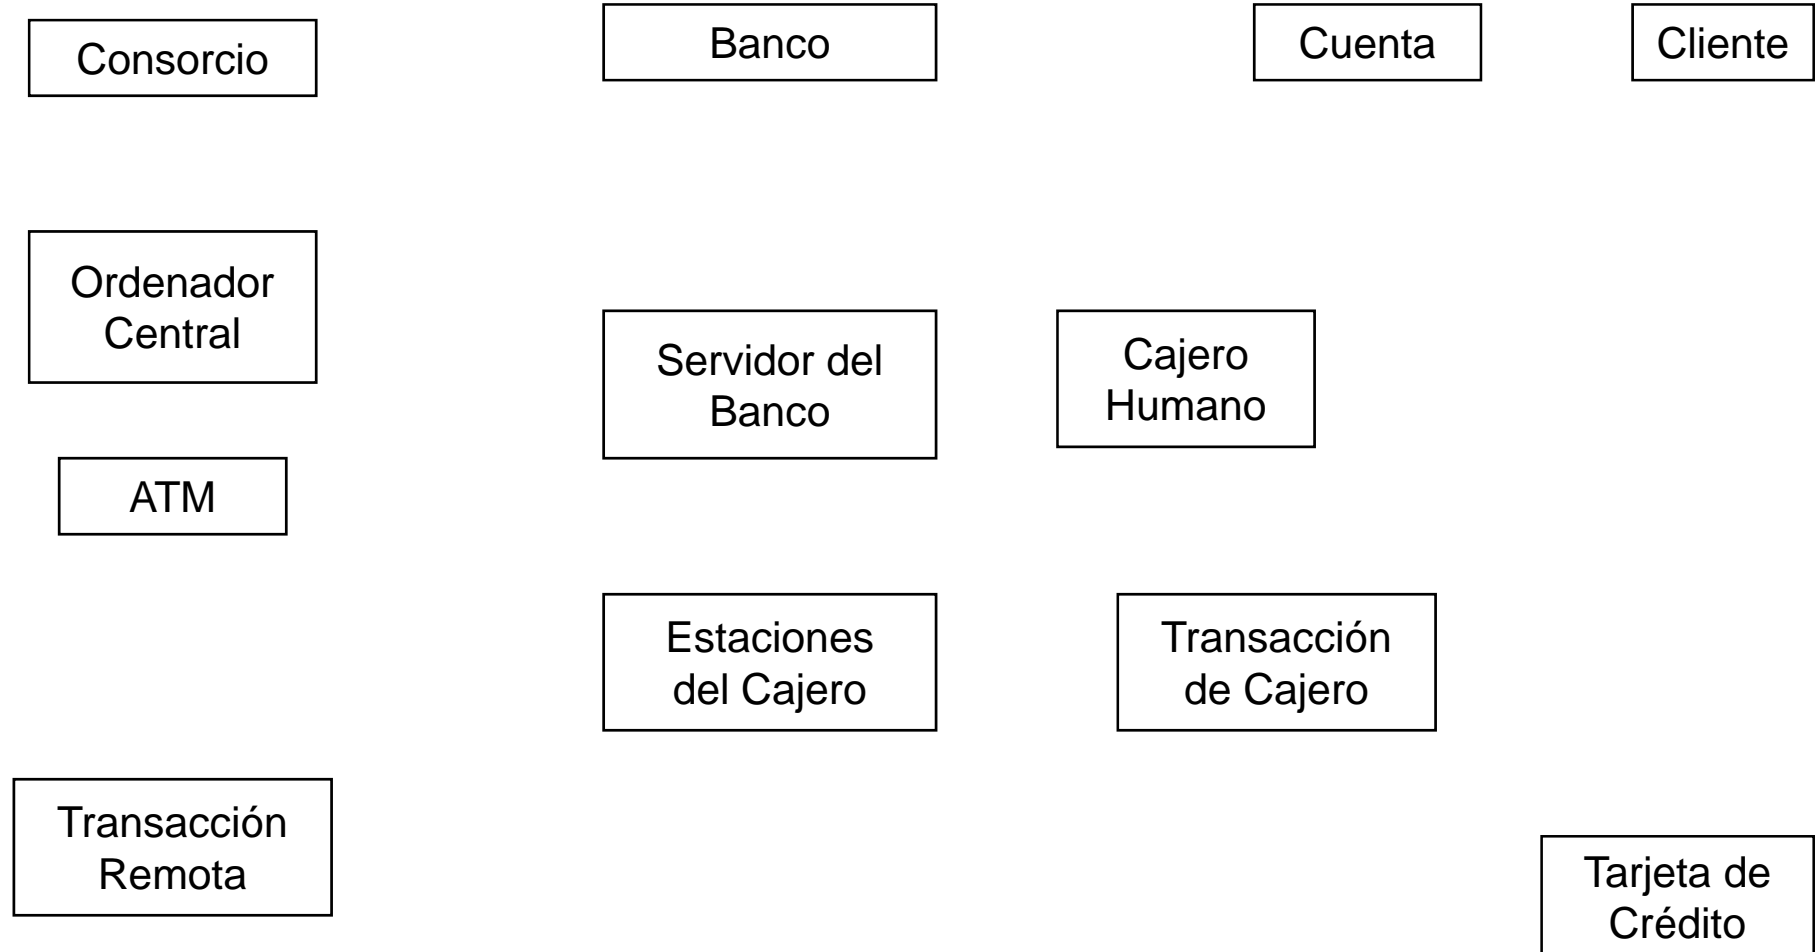 Consorcio
Banco
Cuenta
Cliente
Ordenador
Central
Servidor del
Banco
Cajero
Humano
ATM
Estaciones
del Cajero
Transacción
de Cajero
Transacción
Remota
Tarjeta de
Crédito